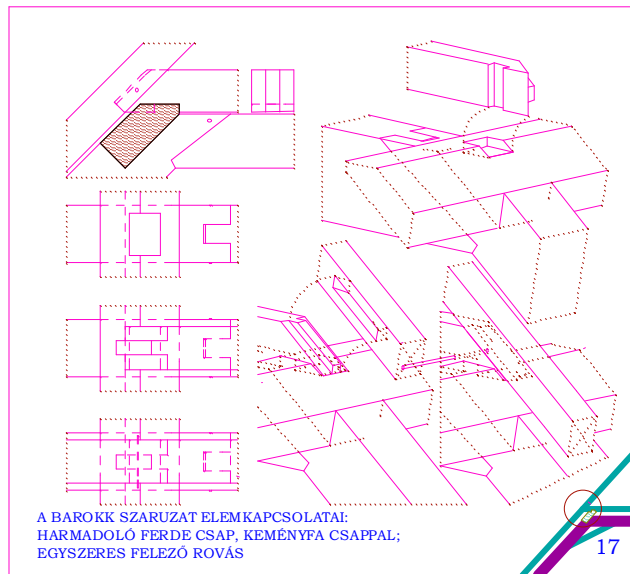 A BAROKK SZARUZAT ELEMKAPCSOLATAI:
HARMADOLÓ FERDE CSAP, KEMÉNYFA CSAPPAL;
EGYSZERES FELEZŐ ROVÁS
17